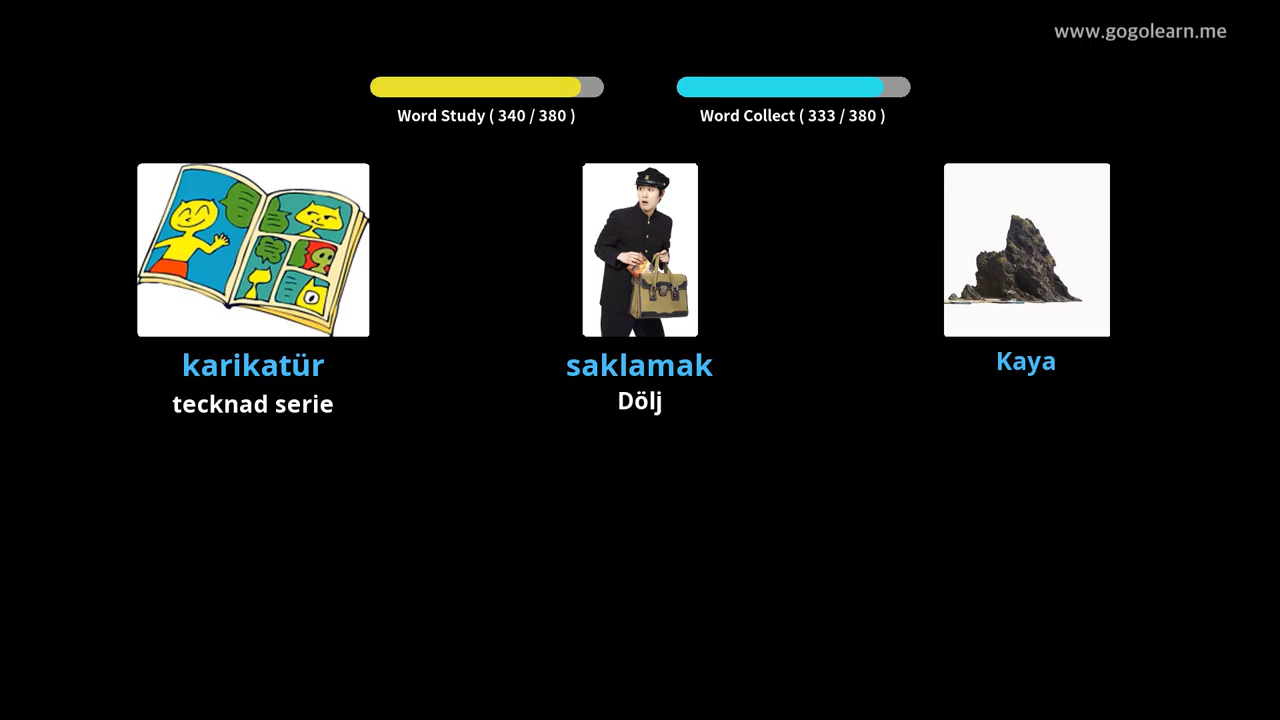 www.gogolearn.me
Word Study ( 340 / 380 )
Word Collect ( 333 / 380 )
karikatür
tecknad serie
saklamak
Dölj
Kaya